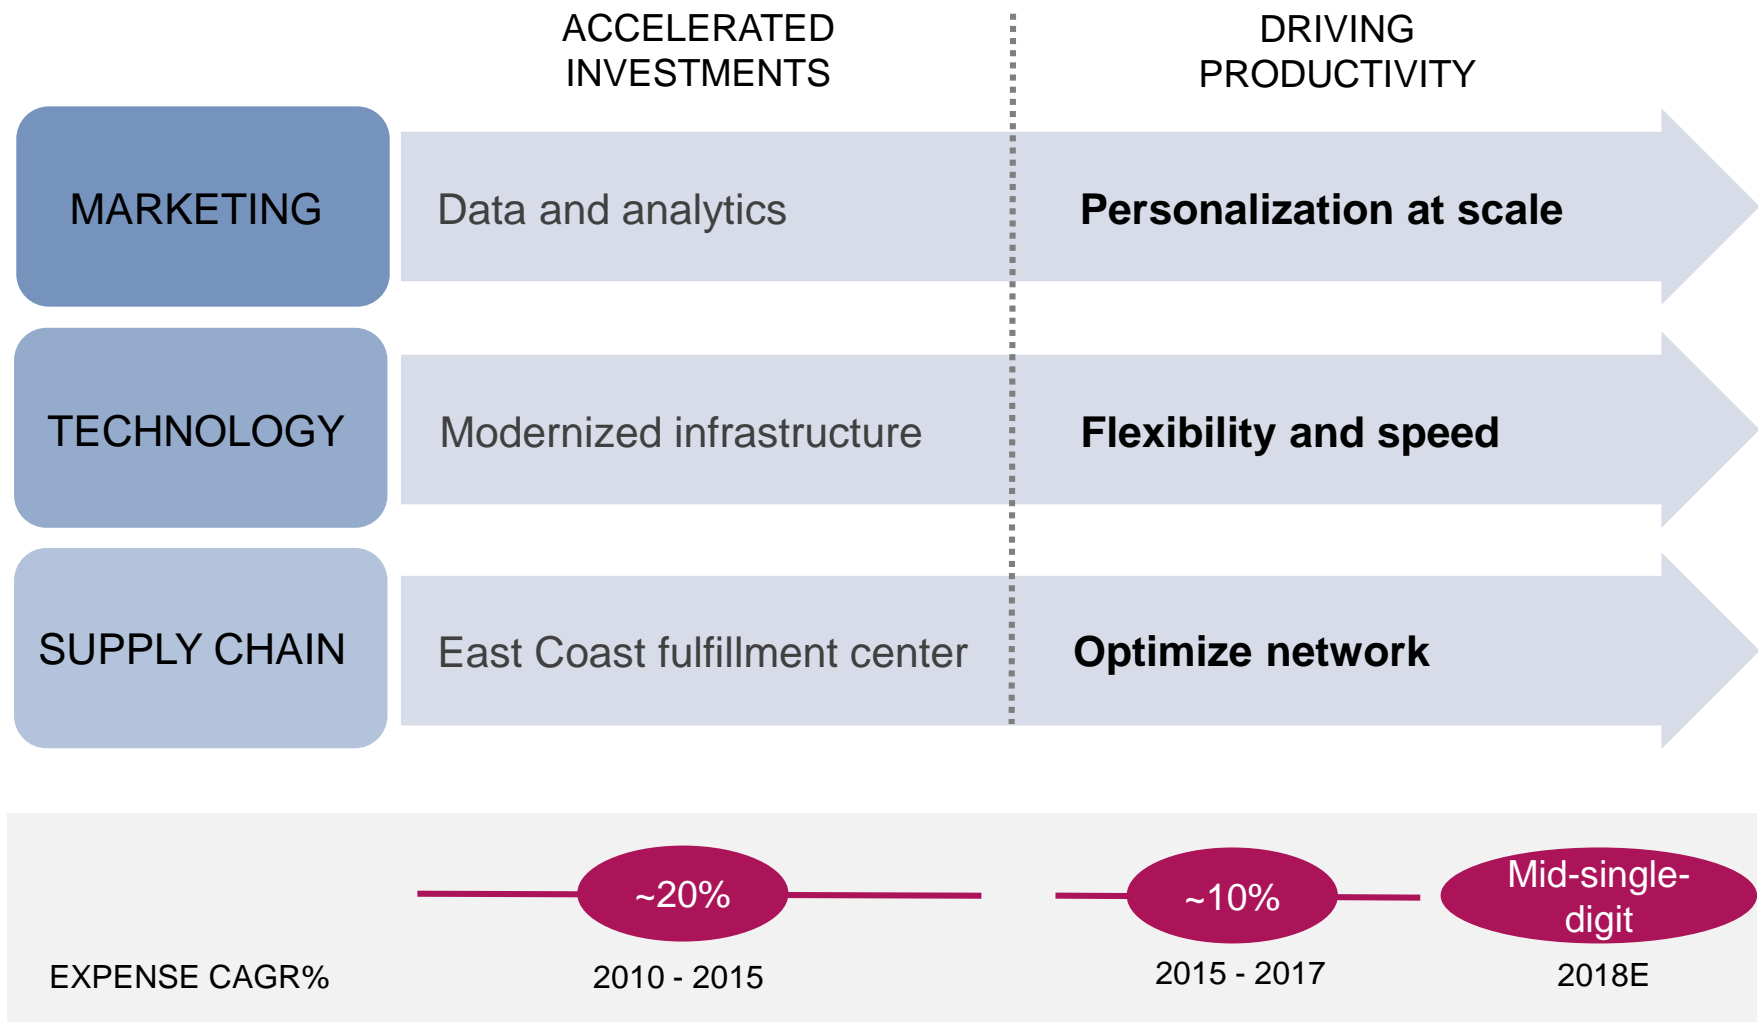 ACCELERATED
INVESTMENTS
DRIVING
PRODUCTIVITY
MARKETING
Data and analytics
Personalization at scale
TECHNOLOGY
Modernized infrastructure
Flexibility and speed
SUPPLY CHAIN
East Coast fulfillment center
Optimize network
~20%
~10%
Mid-single-
digit
EXPENSE CAGR%
2010 - 2015
2015 - 2017
2018E